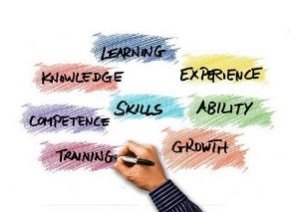 LEARNING
KNOWLEDGE
EXPERIENCE
COMPETENCE
SKILLS
ABILITY
TRAINING
GROWTH